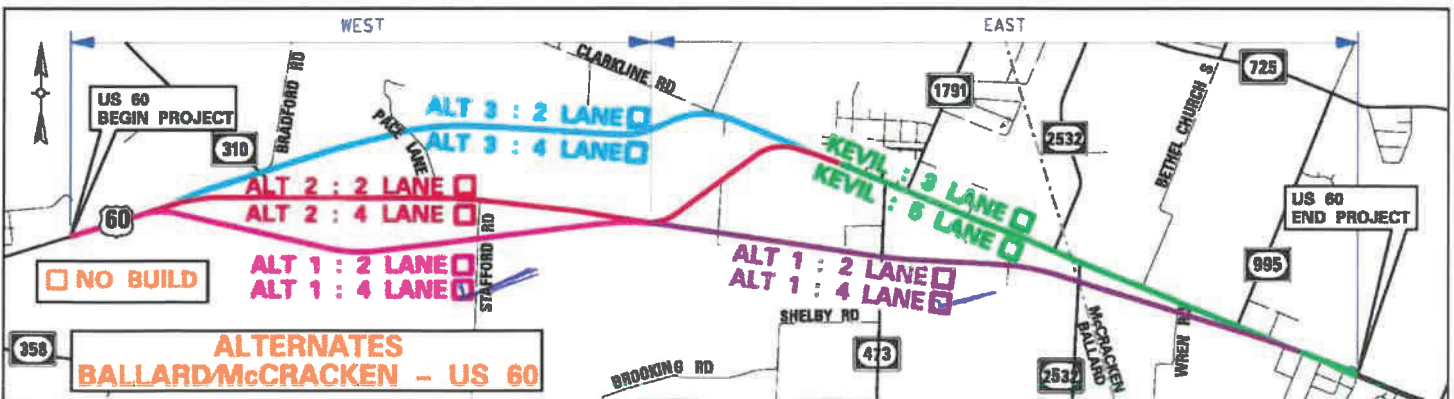 WEST
EAST
US 60
BEGIN PROJECT
310
BRADFORD RD
PACE LANE
CLARKLINE RD
ALT 3 : 2 LANE
ALT 3 : 4 LANE
1791
2532
BETHEL CHURCH S
725
60
ALT 2 : 2 LANE
ALT 2 : 4 LANE
STAFFORD RD
KEVIL : 3 LANE
KEVIL : 5 LANE
US 60
END PROJECT
NO BUILD
ALT 1 : 2 LANE
ALT 1 : 4 LANE
ALT 1 : 2 LANE
ALT 1 : 4 LANE
995
358
ALTERNATES
BALLARD/McCRACKEN - US 60
SHELBY RD
BROOKING RD
473
2532
McCRACKEN
BALLARD
WREN RD